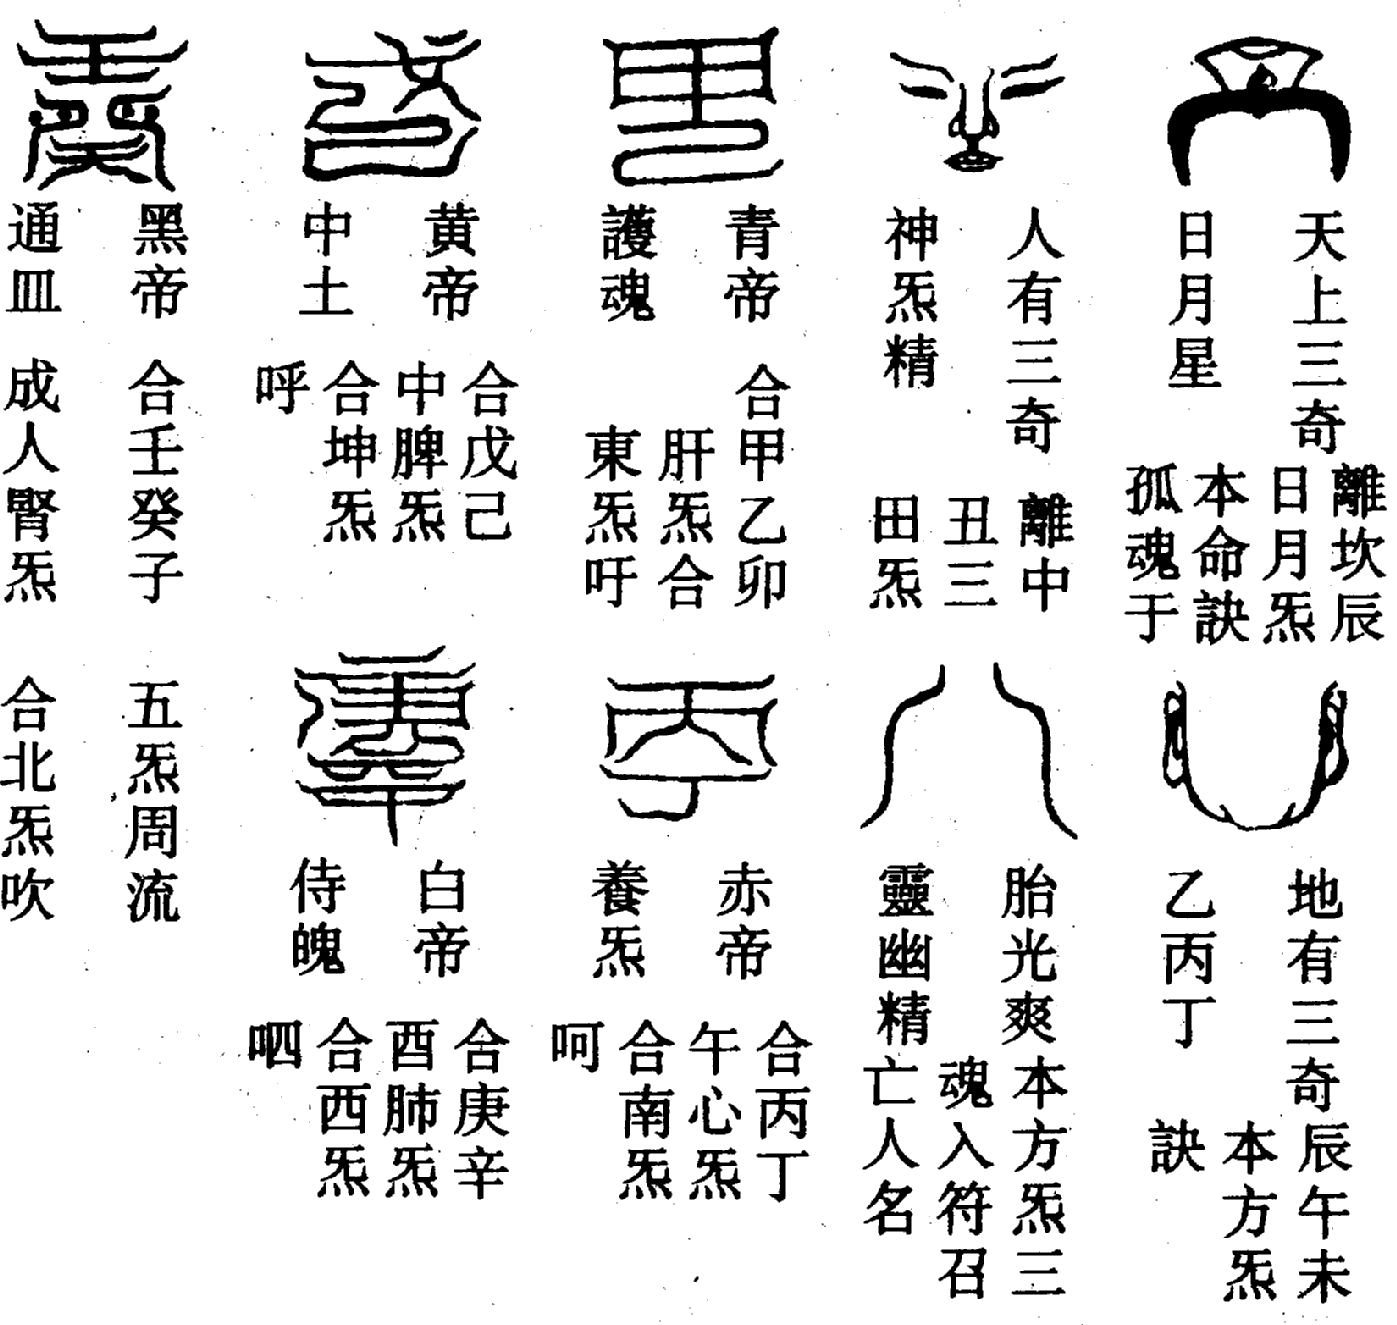 天上三奇
日月星
離坎辰
日月炁
本命訣
孤魂于
地有三奇
乙丙丁
辰午未
本方炁
訣
人有三奇
神炁精
離中
丑三
田炁
胎光爽
靈幽精
本方炁三
魂入符召
亡人名
青帝
護魂
合甲乙卯
肝炁合
東炁吁
赤帝
養炁
合丙丁
午心炁
合南炁
呵
黃帝
中土
合戊己
中脾炁
合坤炁
呼
白帝
侍魄
合庚辛
酉肺炁
合西炁
呬
黑帝
通皿
合壬癸子
成人腎炁
五炁周流
合北炁吹